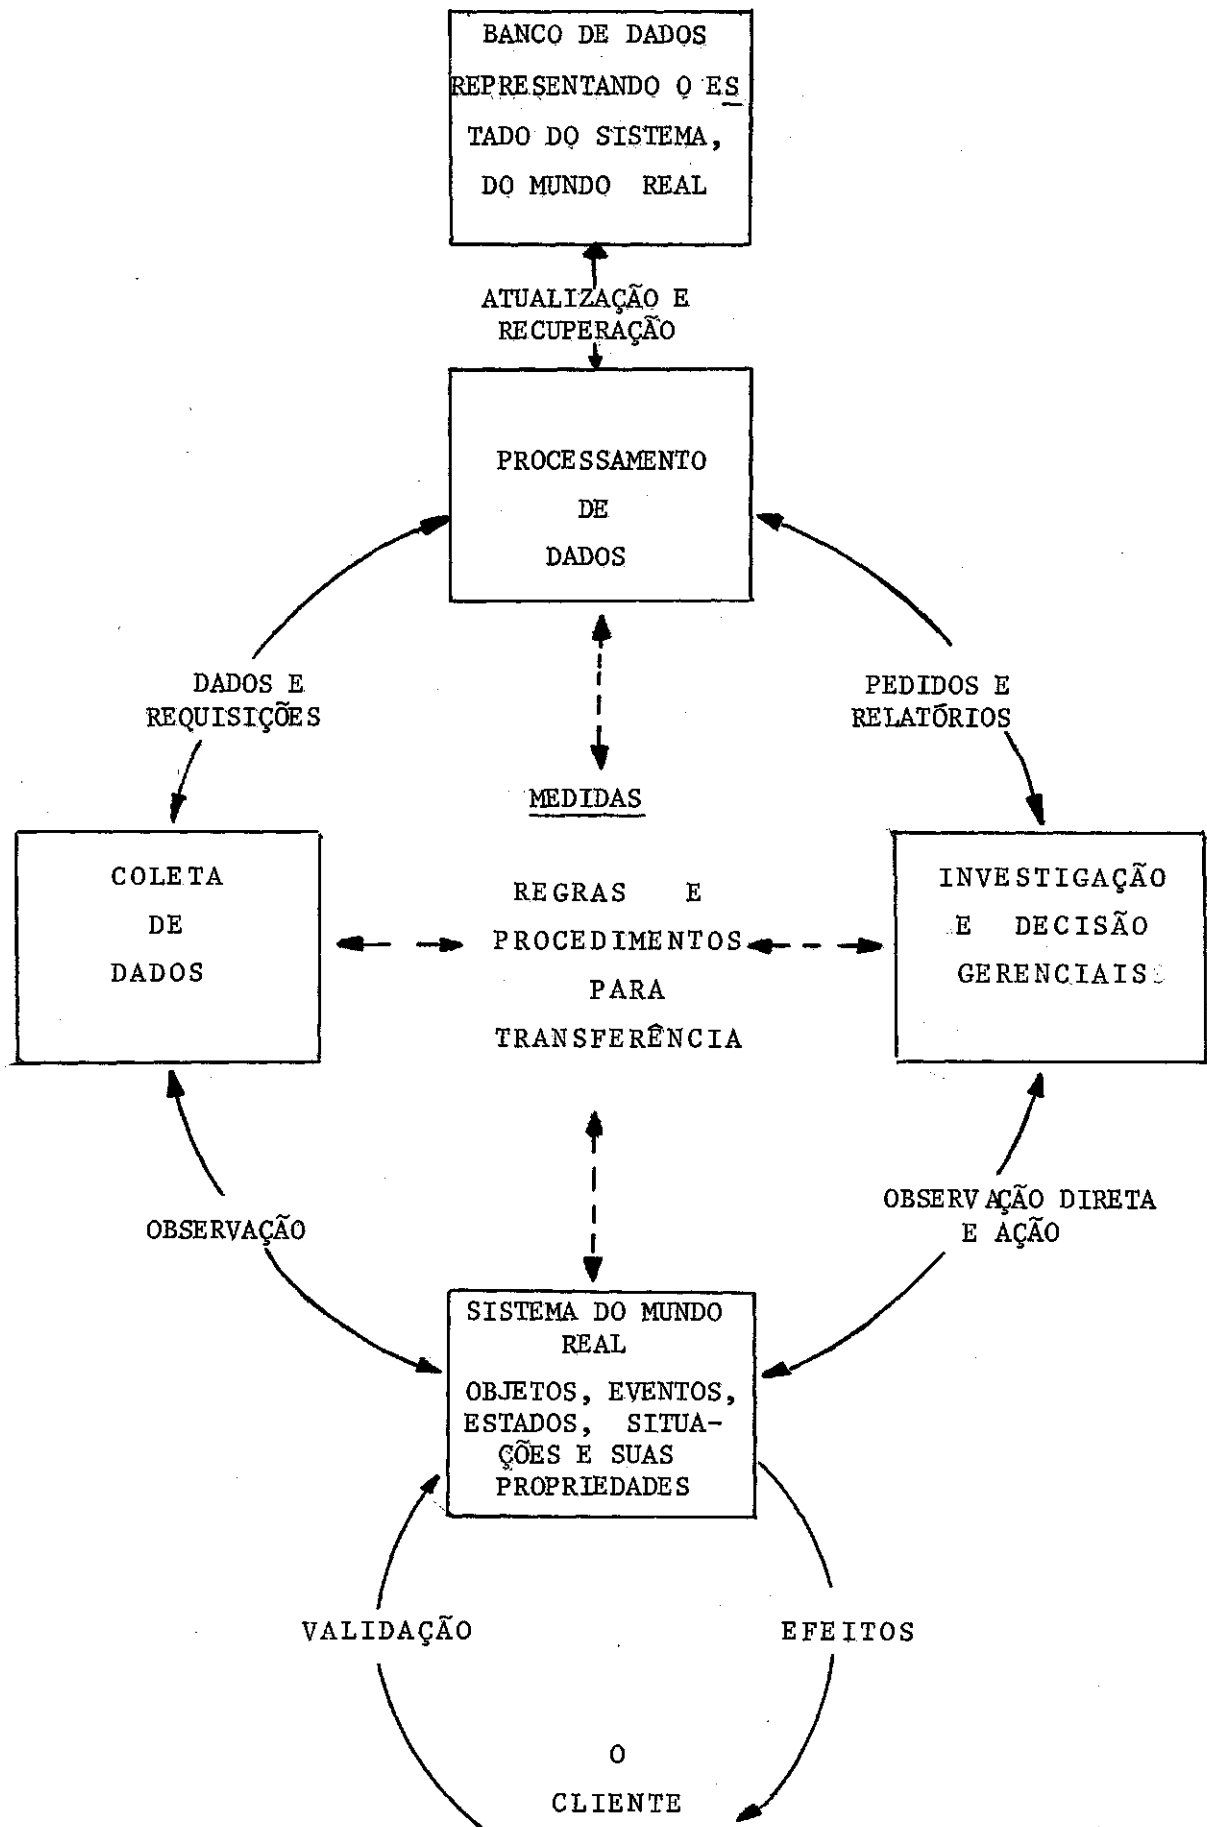 BANCO DE DADOS
REPRESENTANDO O ES
TADO DO SISTEMA,
DO MUNDO REAL
ATUALIZAÇÃO E
RECUPERAÇÃO
PROCESSAMENTO
DE
DADOS
DADOS E
REQUISIÇÕES
PEDIDOS E
RELATÓRIOS
MEDIDAS
COLETA
DE
DADOS
REGRAS E
PROCEDIMENTOS
PARA
TRANSFERÊNCIA
INVESTIGAÇÃO
E DECISÃO
GERENCIAIS
OBSERVAÇÃO
OBSERVAÇÃO DIRETA
E AÇÃO
SISTEMA DO MUNDO
REAL
OBJETOS, EVENTOS,
ESTADOS, SITUA-
ÇÕES E SUAS
PROPRIEDADES
VALIDAÇÃO
EFEITOS
O
CLIENTE